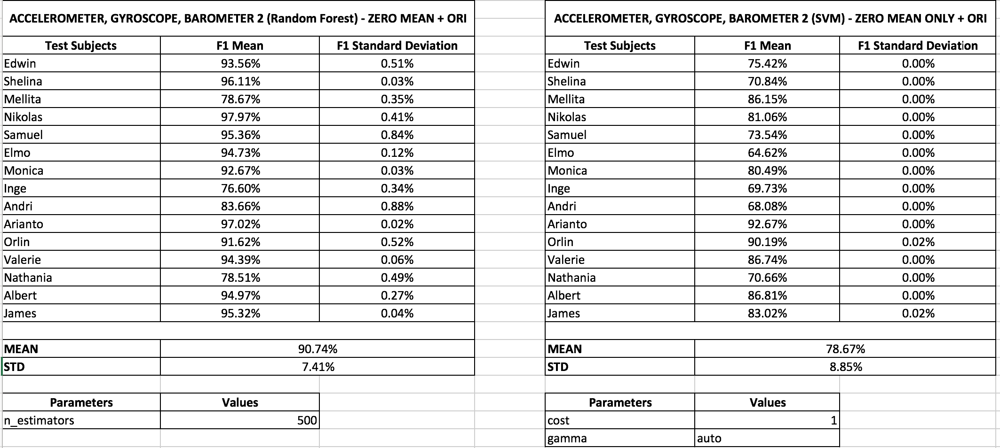 ACCELEROMETER, GYROSCOPE, BAROMETER 2 (Random Forest) - ZERO MEAN + ORI
Test Subjects F1 Mean F1 Standard Deviation
Edwin 93.56% 0.51%
Shelina 96.11% 0.03%
Mellita 78.67% 0.35%
Nikolas 97.97% 0.41%
Samuel 95.36% 0.84%
Elmo 94.73% 0.12%
Monica 92.67% 0.03%
Inge 76.60% 0.34%
Andri 83.66% 0.88%
Arianto 97.02% 0.02%
Orlin 91.62% 0.52%
Valerie 94.39% 0.06%
Nathania 78.51% 0.49%
Albert 94.97% 0.27%
James 95.32% 0.04%
MEAN 90.74%
STD 7.41%
Parameters Values
n_estimators 500
ACCELEROMETER, GYROSCOPE, BAROMETER 2 (SVM) - ZERO MEAN ONLY + ORI
Test Subjects F1 Mean F1 Standard Deviation
Edwin 75.42% 0.00%
Shelina 70.84% 0.00%
Mellita 86.15% 0.00%
Nikolas 81.06% 0.00%
Samuel 73.54% 0.00%
Elmo 64.62% 0.00%
Monica 80.49% 0.00%
Inge 69.73% 0.00%
Andri 68.08% 0.00%
Arianto 92.67% 0.00%
Orlin 90.19% 0.02%
Valerie 86.74% 0.00%
Nathania 70.66% 0.00%
Albert 86.81% 0.00%
James 83.02% 0.02%
MEAN 78.67%
STD 8.85%
Parameters Values
cost 1
gamma auto